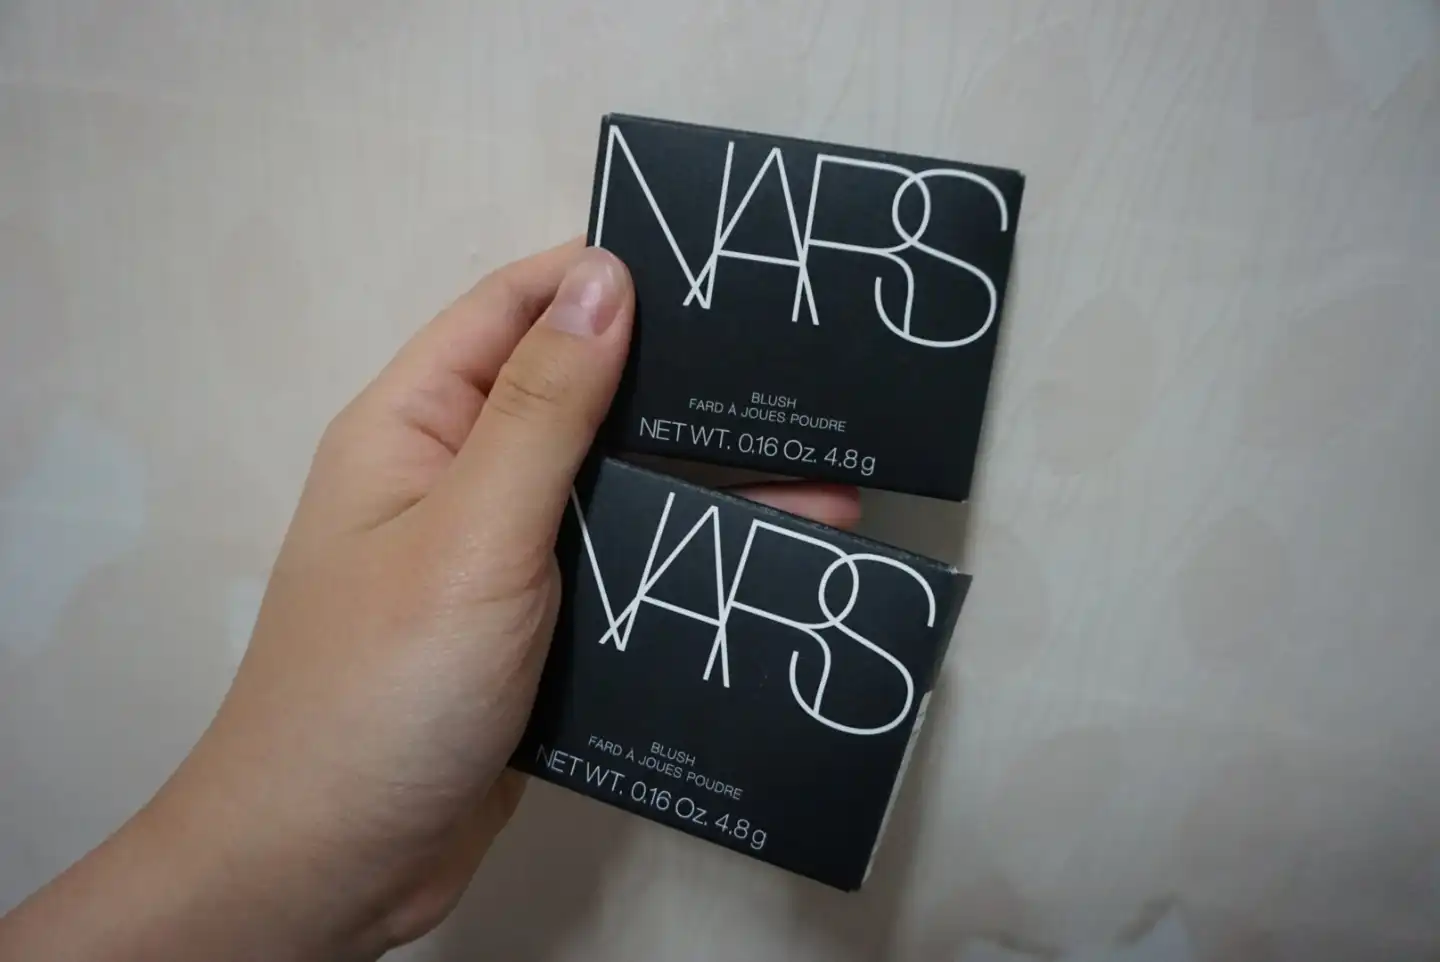 NARS
BLUSH
FARD À JOUES POUDRE
NET WT. 0.16 Oz. 4.8 g
NARS
BLUSH
FARD À JOUES POUDRE
NET WT. 0.16 Oz. 4.8 g